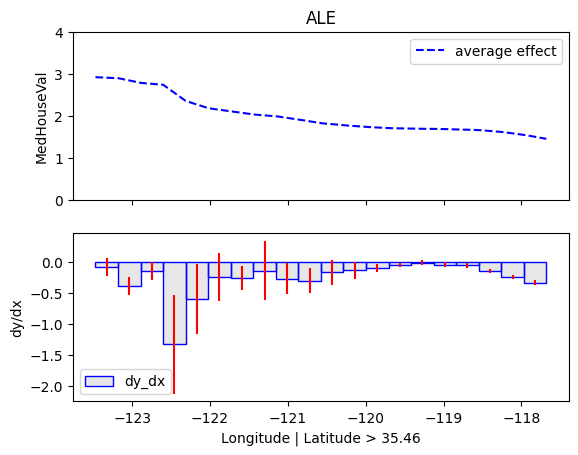 ALE
4
3
2
1
0
MedHouseVal
average effect
0.0
−0.5
−1.0
−1.5
−2.0
dy/dx
dy_dx
−123
−122
−121
−120
−119
−118
Longitude | Latitude > 35.46